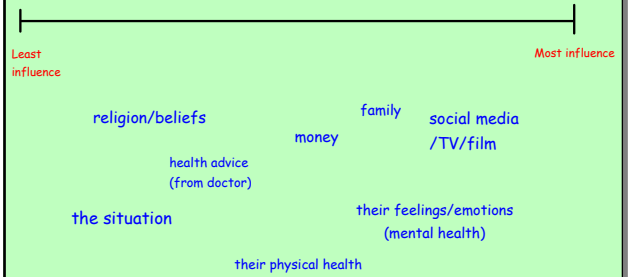 Least
influence
Most influence
religion/beliefs
family
social media
/TV/film
money
health advice
(from doctor)
the situation
their feelings/emotions
(mental health)
their physical health